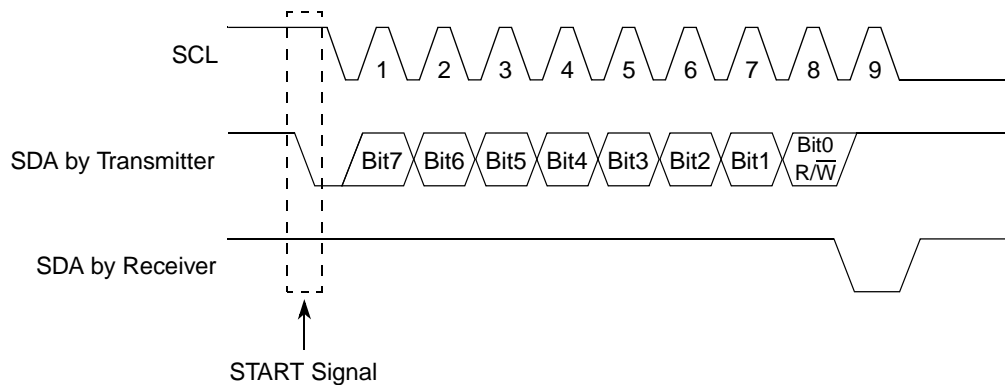 SCL
1 2 3 4 5 6 7 8 9
SDA by Transmitter
Bit7 Bit6 Bit5 Bit4 Bit3 Bit2 Bit1 Bit0
R/W̅
SDA by Receiver
START Signal